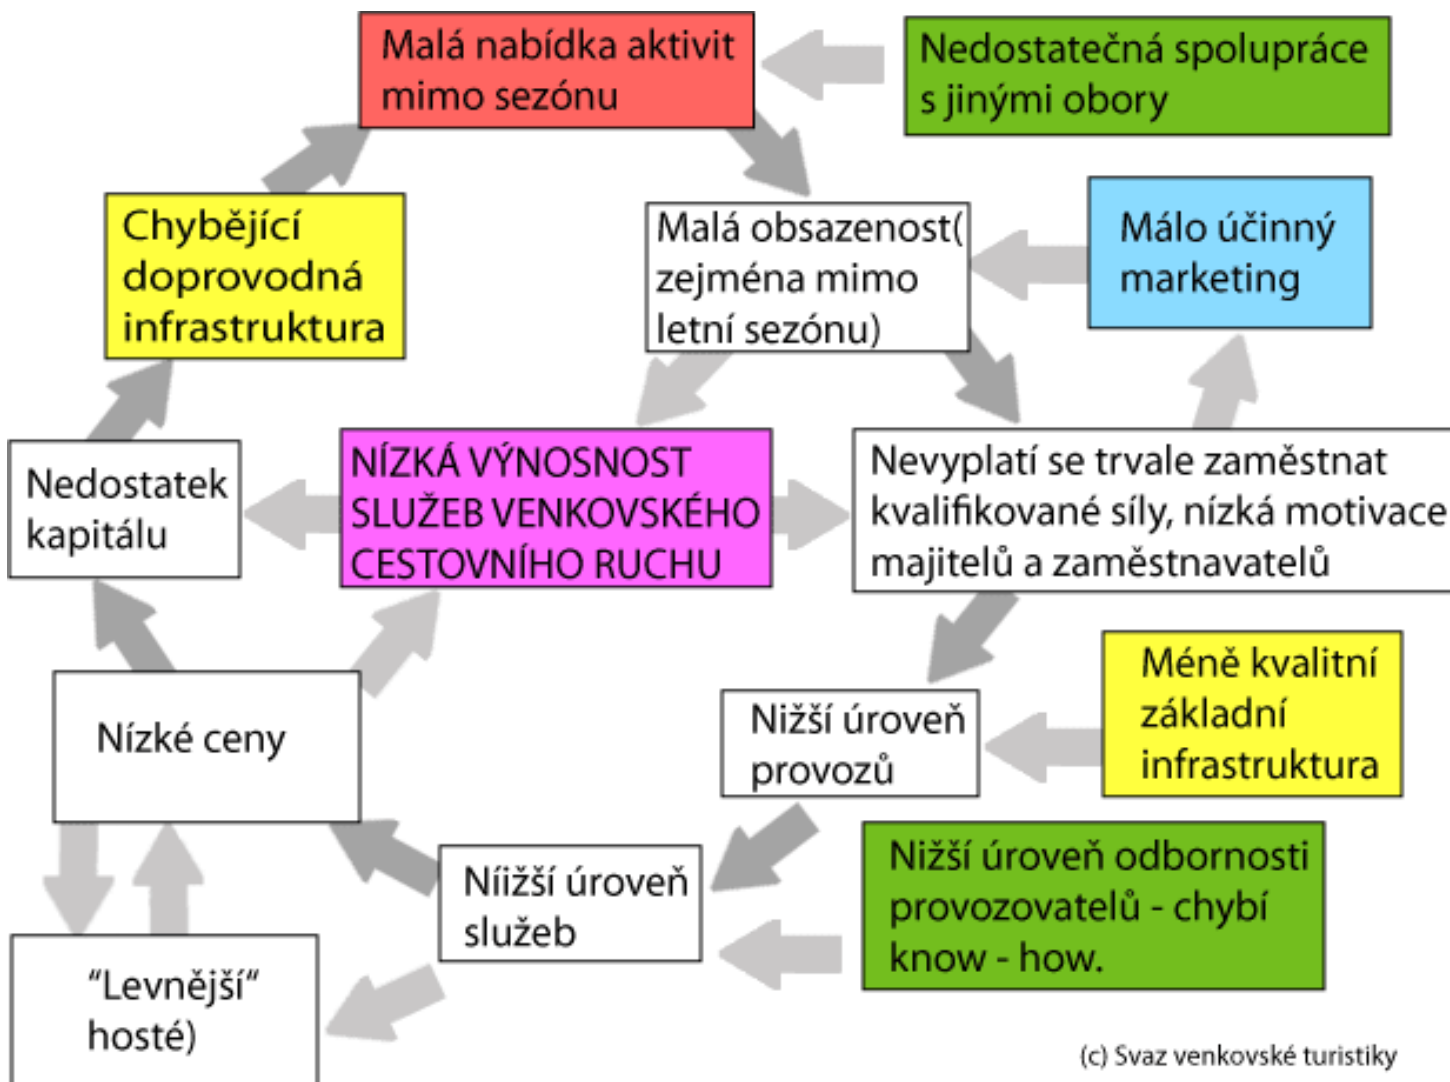 Malá nabídka aktivit
mimo sezónu
Nedostatečná spolupráce
s jinými obory
Chybějící
doprovodná
infrastruktura
Malá obsazenost(
zejména mimo
letní sezónu)
Málo účinný
marketing
Nedostatek
kapitálu
NÍZKÁ VÝNOSNOST
SLUŽEB VENKOVSKÉHO
CESTOVNÍHO RUCHU
Nevyplatí se trvale zaměstnat
kvalifikované síly, nízká motivace
majitelů a zaměstnavatelů
Nízké ceny
Nižší úroveň
provozů
Méně kvalitní
základní
infrastruktura
Níižší úroveň
služeb
Nižší úroveň odbornosti
provozovatelů - chybí
know - how.
“Levnější“
hosté)
(c) Svaz venkovské turistiky